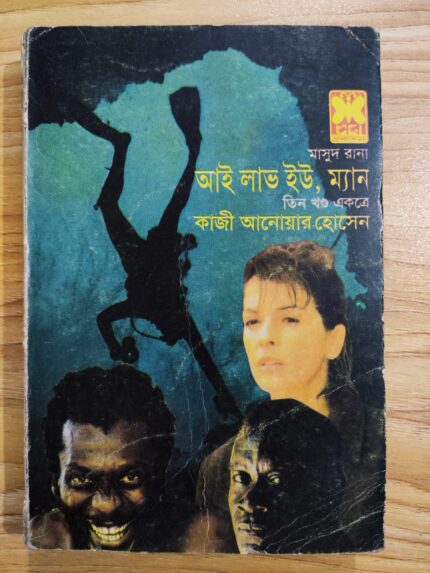 মাসুদ রানা
আই লাভ ইউ, ম্যান
তিন খণ্ড একত্রে
কাজী আনোয়ার হোসেন